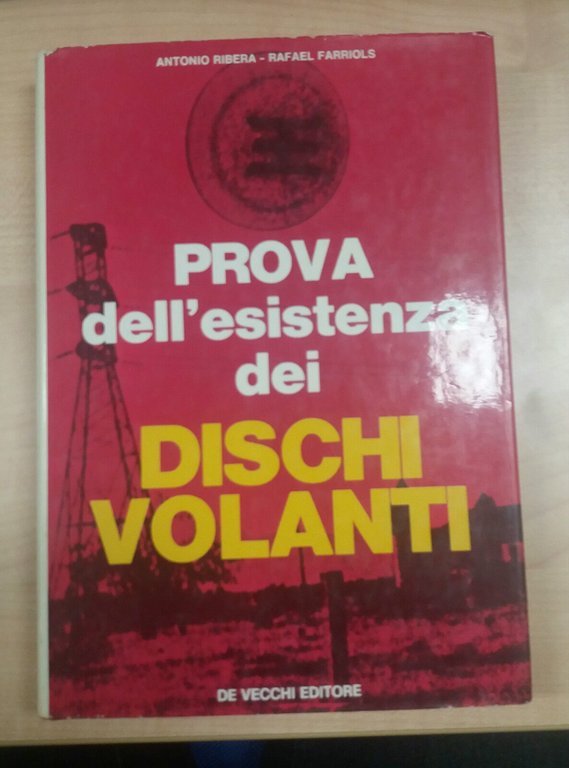 ANTONIO RIBERA - RAFAEL FARRIOLS
PROVA
dell'esistenza
dei
DISCHI
VOLANTI
DE VECCHI EDITORE